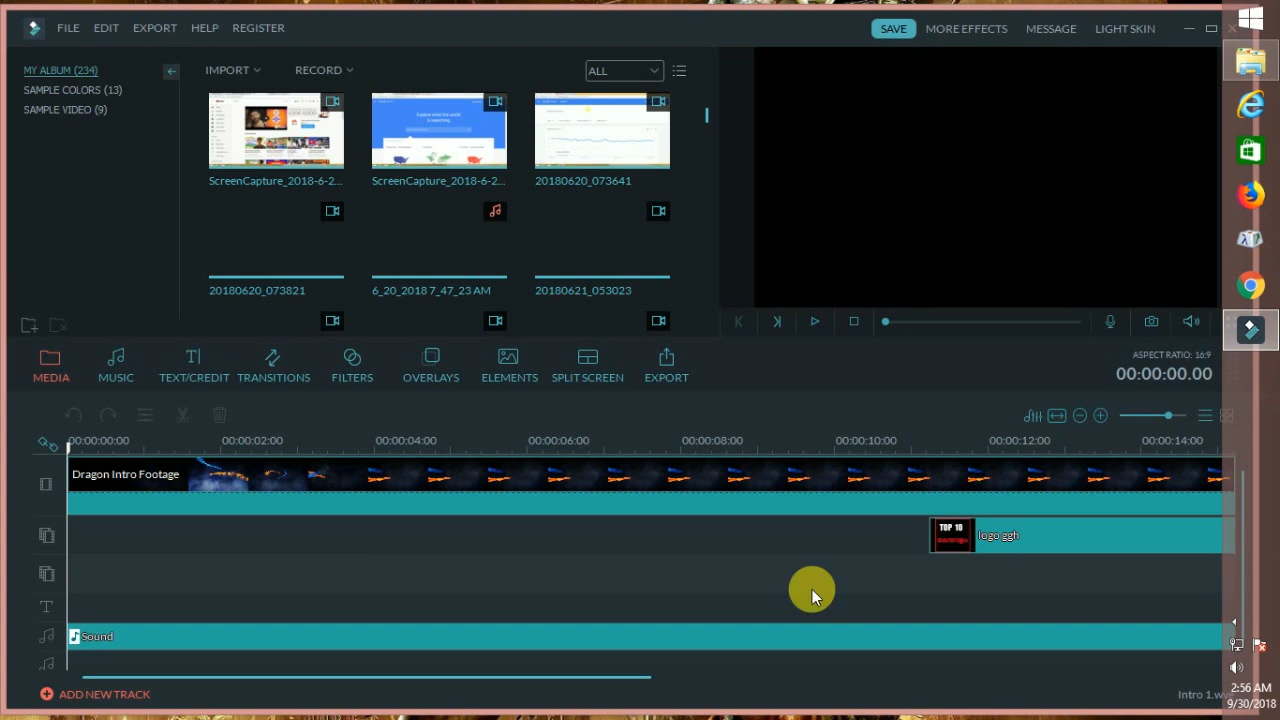 FILE EDIT EXPORT HELP REGISTER SAVE MORE EFFECTS MESSAGE LIGHT SKIN
MY ALBUM (234)
SAMPLE COLORS (13)
LE VIDEO (9)
IMPORT RECORD ALL
ScreenCapture_2018-6-2... ScreenCapture_2018-6-2... 20180620_073641
20180620_073821 6_20_2018 7_47_23 AM 20180621_053023
MEDIA MUSIC TEXT/CREDIT TRANSITIONS FILTERS OVERLAYS ELEMENTS SPLIT SCREEN EXPORT
ASPECT RATIO: 16:9
00:00:00.00
00:00:00:00 00:00:02:00 00:00:04:00 00:00:06:00 00:00:08:00 00:00:10:00 00:00:12:00 00:00:14:00
Dragon Intro Footage
TOP 10
logo ggh
T
Sound
ADD NEW TRACK
Intro 1.w
2:56 AM
9/30/2018